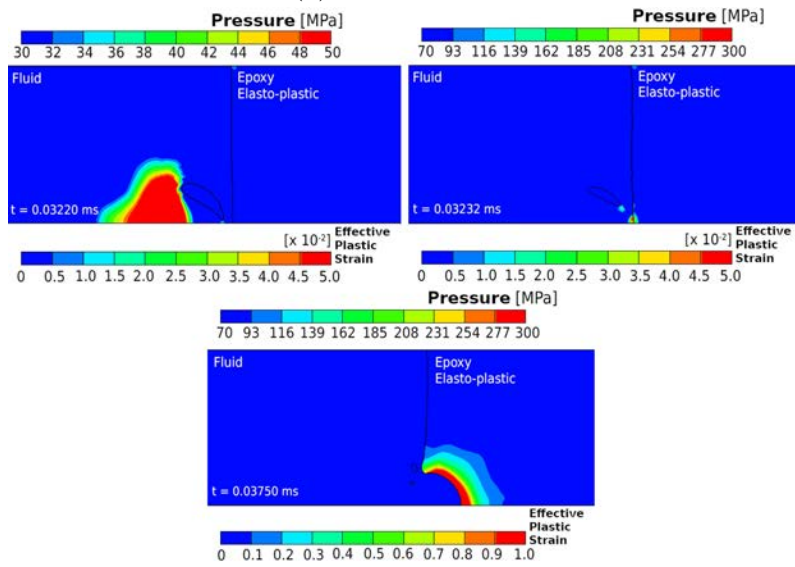 Pressure [MPa]
30 32 34 36 38 40 42 44 46 48 50
Fluid
Epoxy
Elasto-plastic
t = 0.03220 ms
[x 10⁻²] Effective
Plastic
Strain
0 0.5 1.0 1.5 2.0 2.5 3.0 3.5 4.0 4.5 5.0
Pressure [MPa]
70 93 116 139 162 185 208 231 254 277 300
Fluid
Epoxy
Elasto-plastic
t = 0.03232 ms
[x 10⁻²] Effective
Plastic
Strain
0 0.5 1.0 1.5 2.0 2.5 3.0 3.5 4.0 4.5 5.0
Pressure [MPa]
70 93 116 139 162 185 208 231 254 277 300
Fluid
Epoxy
Elasto-plastic
t = 0.03750 ms
Effective
Plastic
Strain
0 0.1 0.2 0.3 0.4 0.5 0.6 0.7 0.8 0.9 1.0